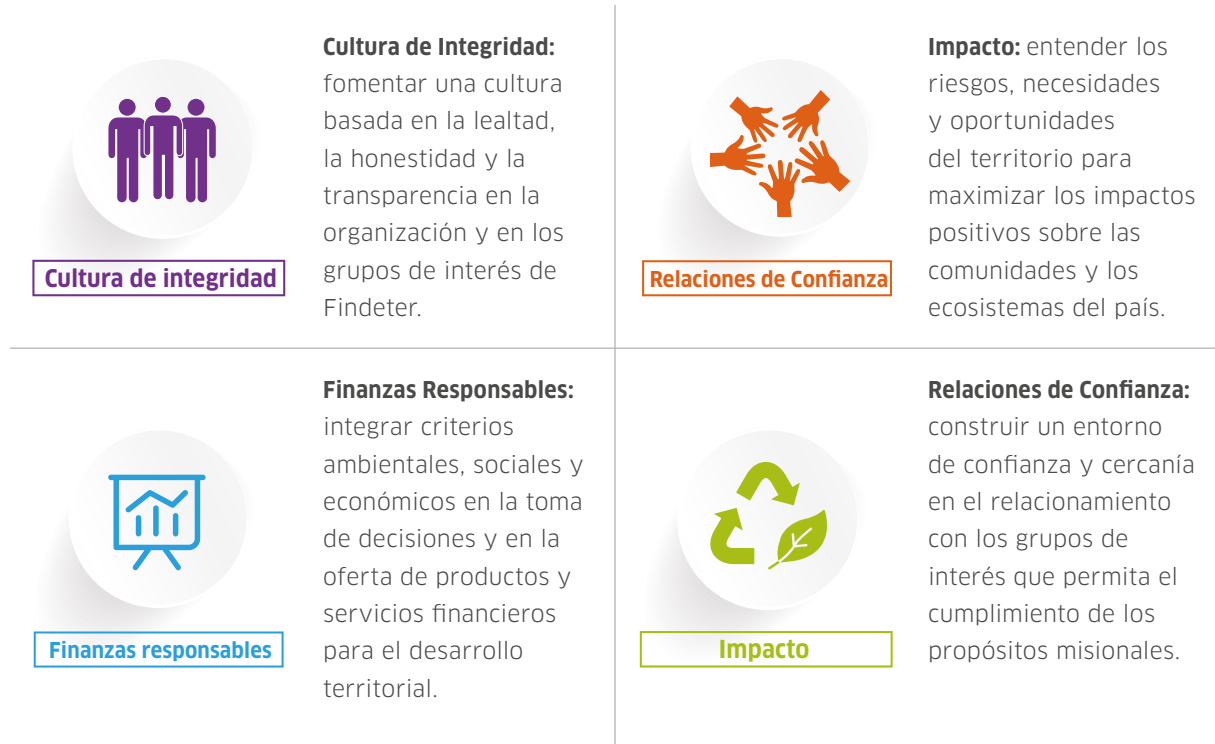 Cultura de integridad
Cultura de Integridad:
fomentar una cultura
basada en la lealtad,
la honestidad y la
transparencia en la
organización y en los
grupos de interés de
Findeter.
Relaciones de Confianza
Impacto: entender los
riesgos, necesidades
y oportunidades
del territorio para
maximizar los impactos
positivos sobre las
comunidades y los
ecosistemas del país.
Finanzas responsables
Finanzas Responsables:
integrar criterios
ambientales, sociales y
económicos en la toma
de decisiones y en la
oferta de productos y
servicios financieros
para el desarrollo
territorial.
Impacto
Relaciones de Confianza:
construir un entorno
de confianza y cercanía
en el relacionamiento
con los grupos de
interés que permita el
cumplimiento de los
propósitos misionales.